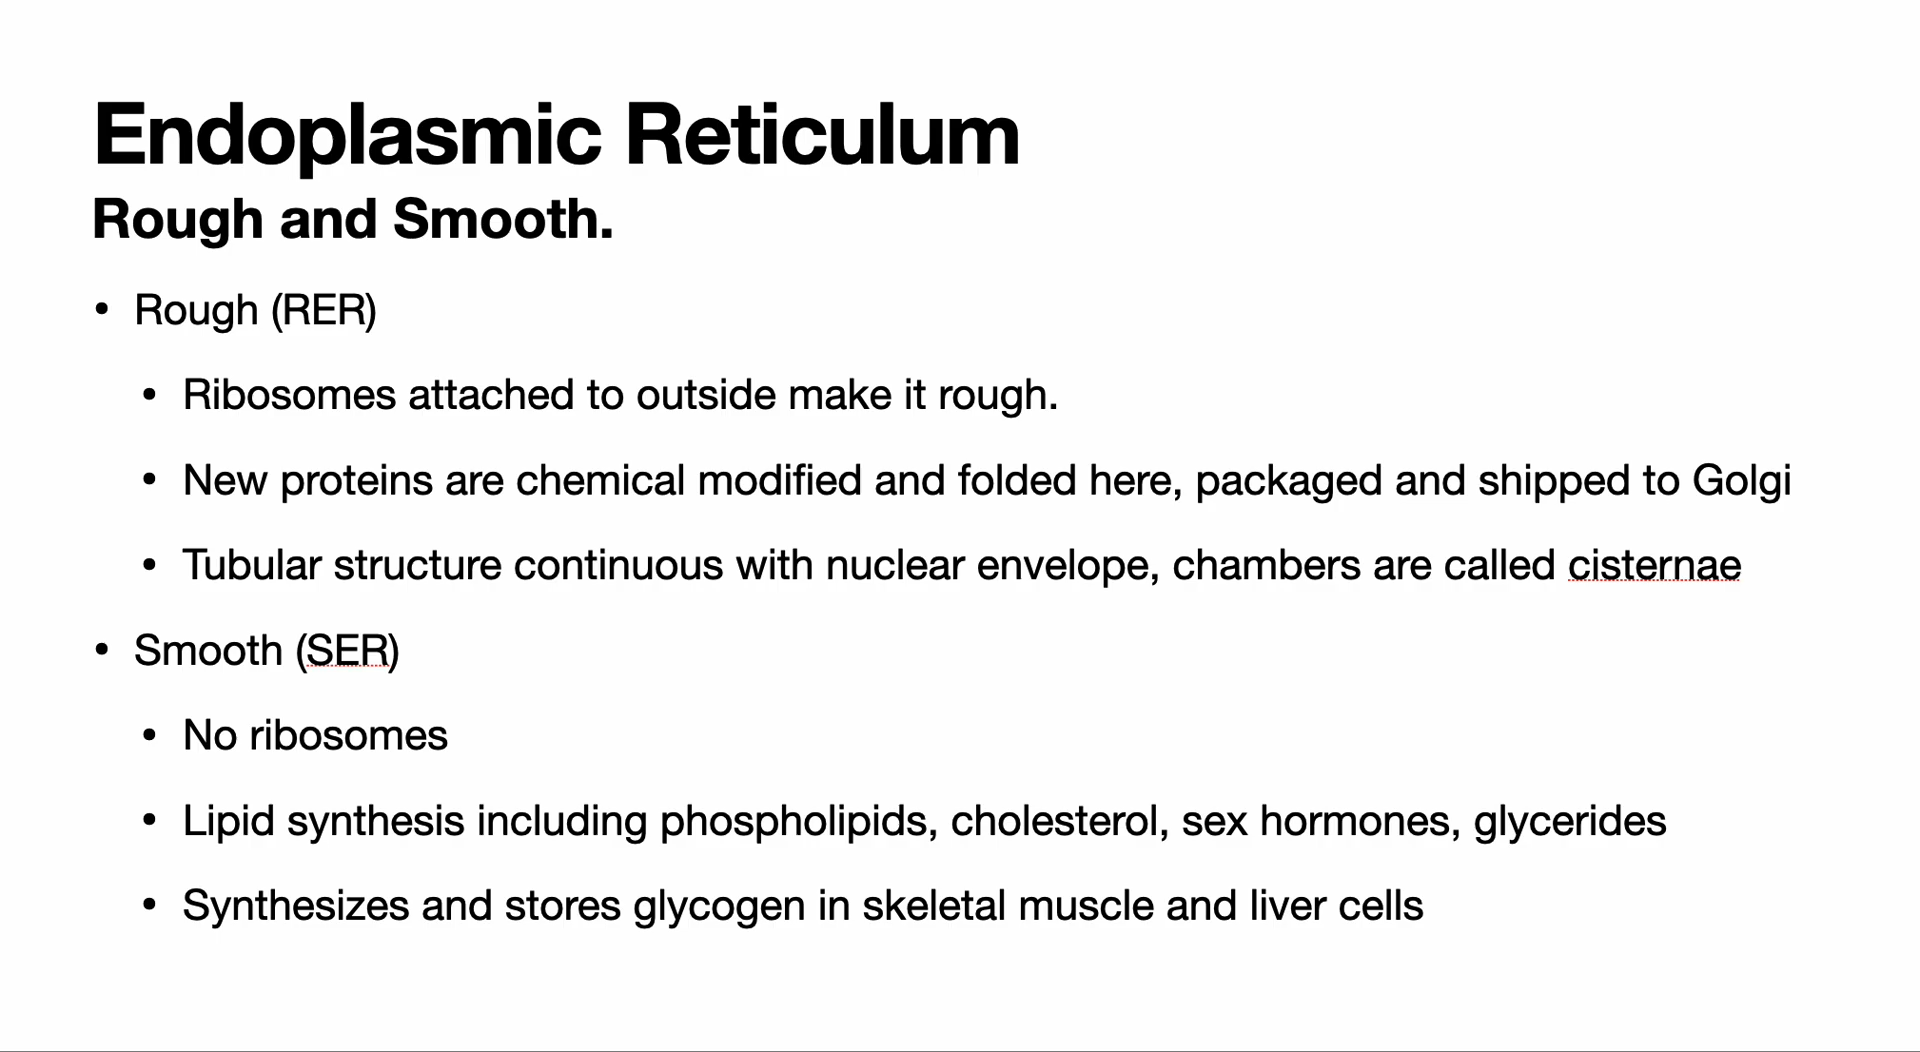 Endoplasmic Reticulum
Rough and Smooth.
• Rough (RER)
• Ribosomes attached to outside make it rough.
• New proteins are chemical modified and folded here, packaged and shipped to Golgi
• Tubular structure continuous with nuclear envelope, chambers are called cisternae
• Smooth (SER)
• No ribosomes
• Lipid synthesis including phospholipids, cholesterol, sex hormones, glycerides
• Synthesizes and stores glycogen in skeletal muscle and liver cells